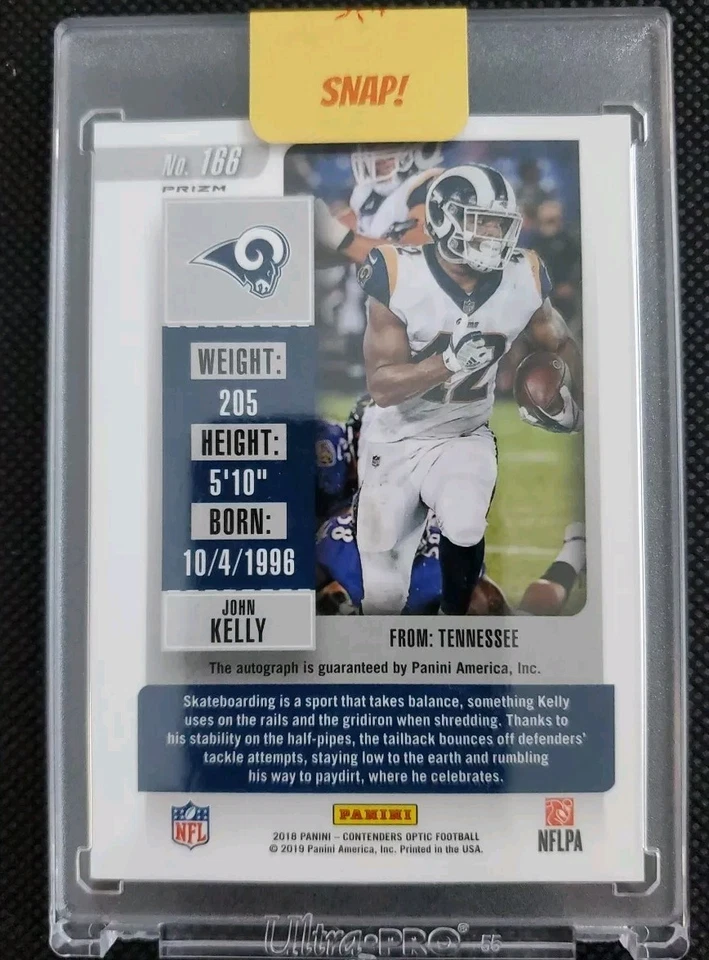 SNAP!
No. 166
PRIZM
WEIGHT:
205
HEIGHT:
5'10"
BORN:
10/4/1996
JOHN
KELLY
42
FROM: TENNESSEE
The autograph is guaranteed by Panini America, Inc.
Skateboarding is a sport that takes balance, something Kelly
uses on the rails and the gridiron when shredding. Thanks to
his stability on the half-pipes, the tailback bounces off defenders'
tackle attempts, staying low to the earth and rumbling
his way to paydirt, where he celebrates.
NFL
PANINI
NFLPA
2018 PANINI – CONTENDERS OPTIC FOOTBALL
© 2019 Panini America, Inc. Printed in the USA.
Ultra•PRO®